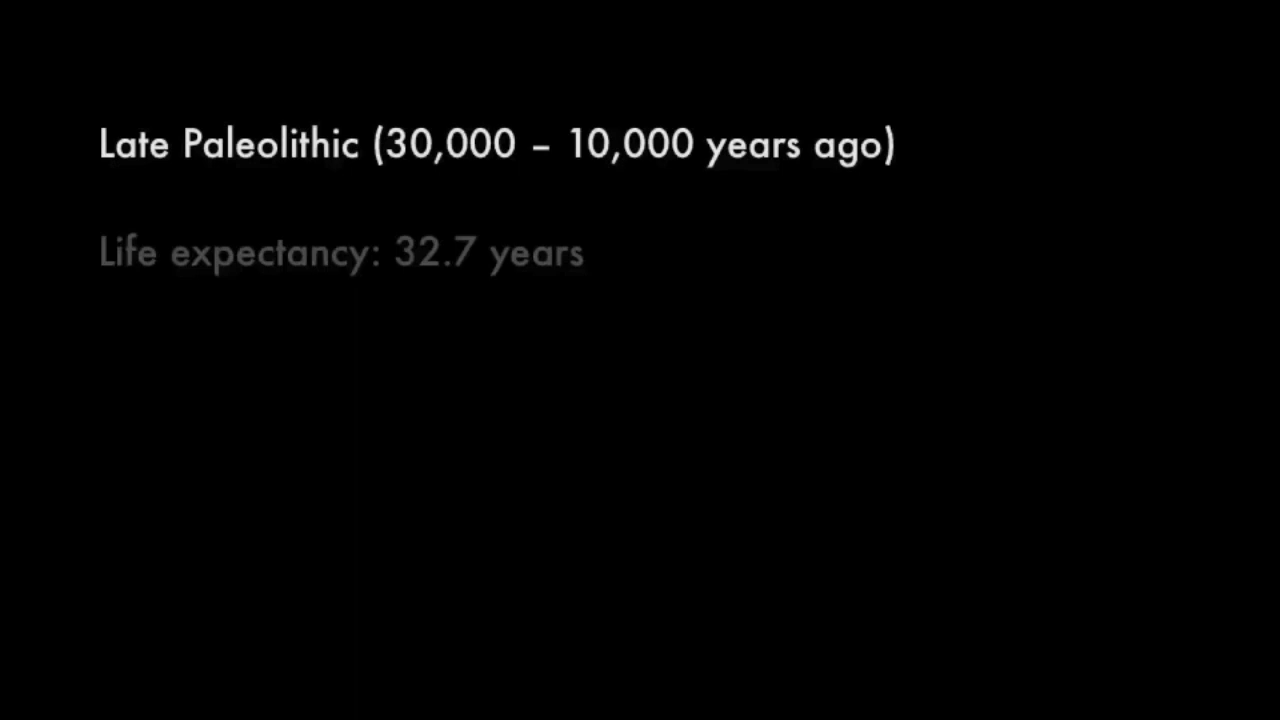 Late Paleolithic (30,000 – 10,000 years ago)
Life expectancy: 32.7 years